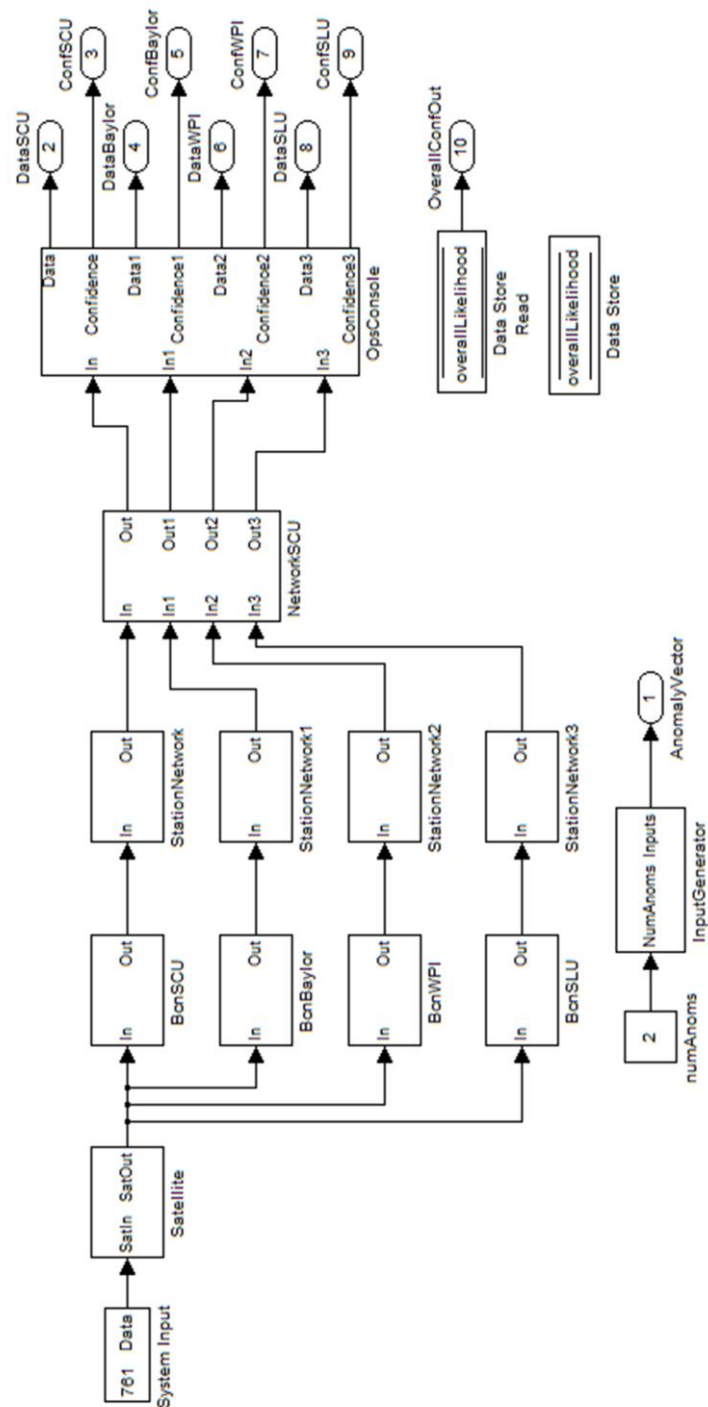 761 Data
System Input
SatIn SatOut
Satellite
In Out
BcnSCU
In Out
BcnBaylor
In Out
BcnWPI
In Out
BcnSLU
In Out
StationNetwork
In Out
StationNetwork1
In Out
StationNetwork2
In Out
StationNetwork3
In Out
In1 Out1
In2 Out2
In3 Out3
NetworkSCU
Data
In Confidence
Data1
In1 Confidence1
Data2
In2 Confidence2
Data3
In3 Confidence3
OpsConsole
DataSCU
2
ConfSCU
3
DataBaylor
4
ConfBaylor
5
DataWPI
6
ConfWPI
7
DataSLU
8
ConfSLU
9
overallLikelihood
Data Store
Read
OverallConfOut
10
overallLikelihood
Data Store
2
numAnoms
NumAnoms Inputs
InputGenerator
1
AnomalyVector